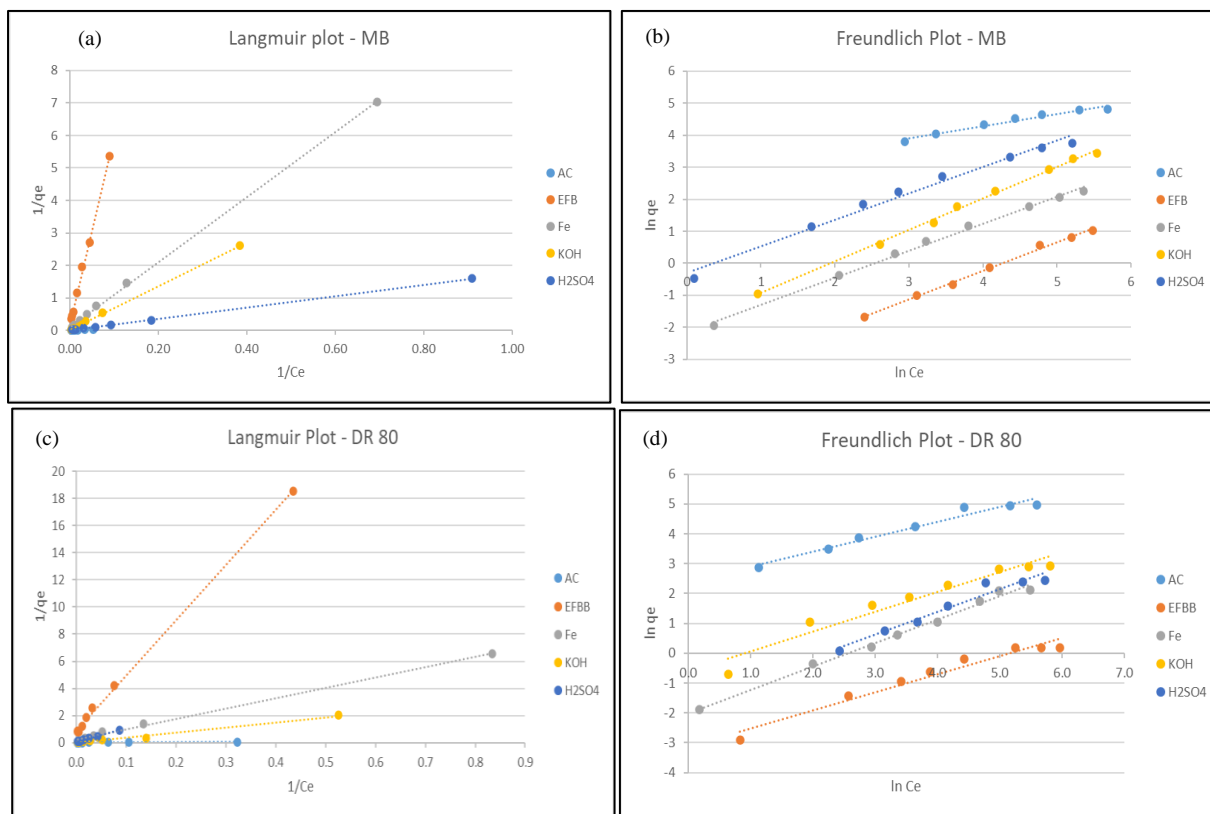 (a)
Langmuir plot - MB
8
7
6
5
4
3
2
1
0
1/qe
0.00 0.20 0.40 0.60 0.80 1.00
1/Ce
AC
EFB
Fe
KOH
H2SO4
(b)
Freundlich Plot - MB
6
5
4
3
2
1
0
-1
-2
-3
ln qe
0 1 2 3 4 5 6
ln Ce
AC
EFB
Fe
KOH
H2SO4
(c)
Langmuir Plot - DR 80
20
18
16
14
12
10
8
6
4
2
0
1/qe
0.0 0.1 0.2 0.3 0.4 0.5 0.6 0.7 0.8 0.9
1/Ce
AC
EFBB
Fe
KOH
H2SO4
(d)
Freundlich Plot - DR 80
6
5
4
3
2
1
0
-1
-2
-3
-4
ln qe
0.0 1.0 2.0 3.0 4.0 5.0 6.0 7.0
ln Ce
AC
EFBB
Fe
KOH
H2SO4